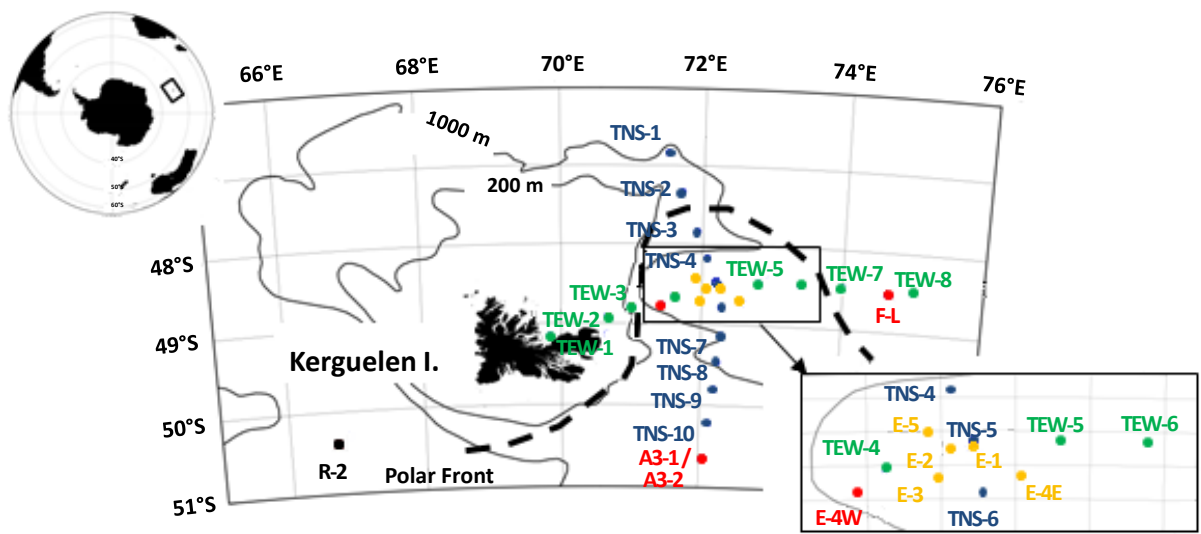 66°E
68°E
70°E
72°E
74°E
76°E
40°S
50°S
60°S
1000 m
TNS-1
200 m
TNS-2
TNS-3
48°S
TNS-4
TEW-5
TEW-7
TEW-8
TEW-3
F-L
TEW-2
49°S
TEW-1
TNS-7
Kerguelen I.
TNS-8
TNS-9
50°S
TNS-10
R-2
Polar Front
A3-1 /
A3-2
51°S
TNS-4
E-5
TNS-5
TEW-5
TEW-6
TEW-4
E-2
E-1
E-3
E-4E
E-4W
TNS-6